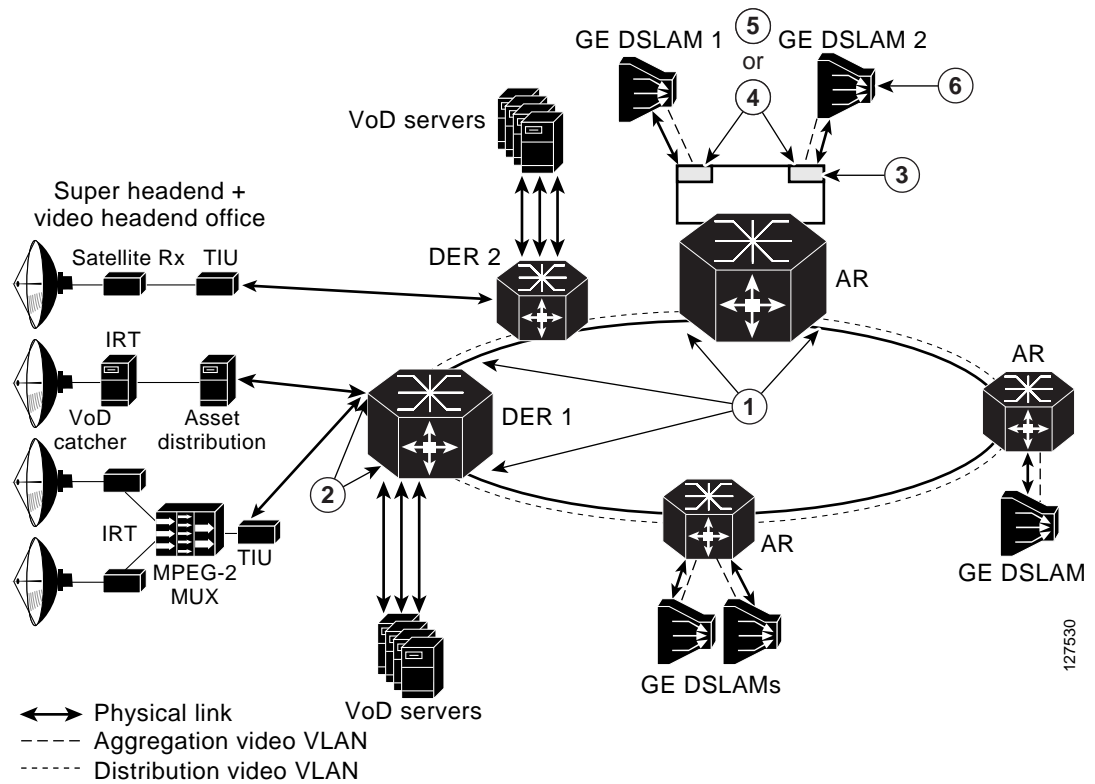 5
GE DSLAM 1
GE DSLAM 2
or
4
6
VoD servers
3
Super headend +
video headend office
Satellite Rx
TIU
DER 2
AR
IRT
AR
VoD
catcher
Asset
distribution
DER 1
1
2
IRT
MPEG-2
MUX
TIU
AR
GE DSLAM
GE DSLAMs
VoD servers
127530
Physical link
Aggregation video VLAN
Distribution video VLAN